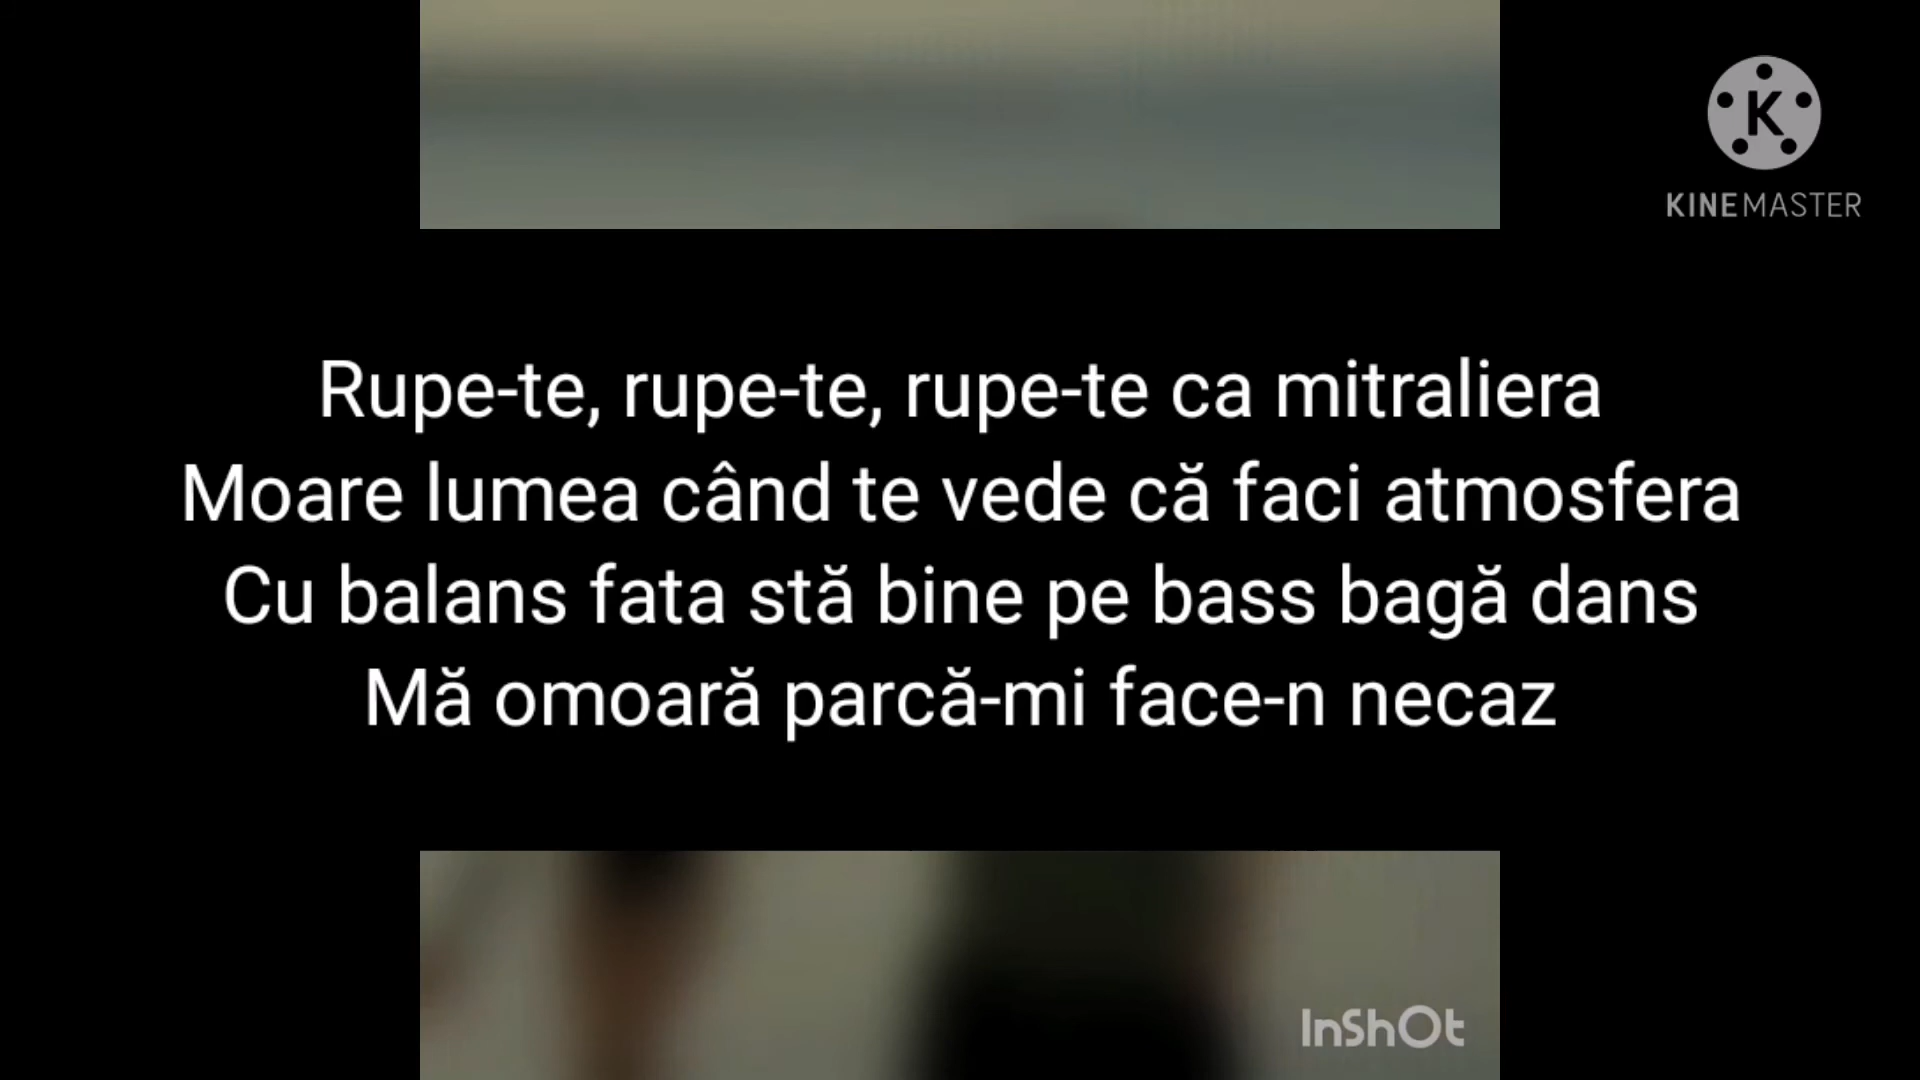 K
KINEMASTER
Rupe-te, rupe-te, rupe-te ca mitraliera
Moare lumea când te vede că faci atmosfera
Cu balans fata stă bine pe bass bagă dans
Mă omoară parcă-mi face-n necaz
InShOt